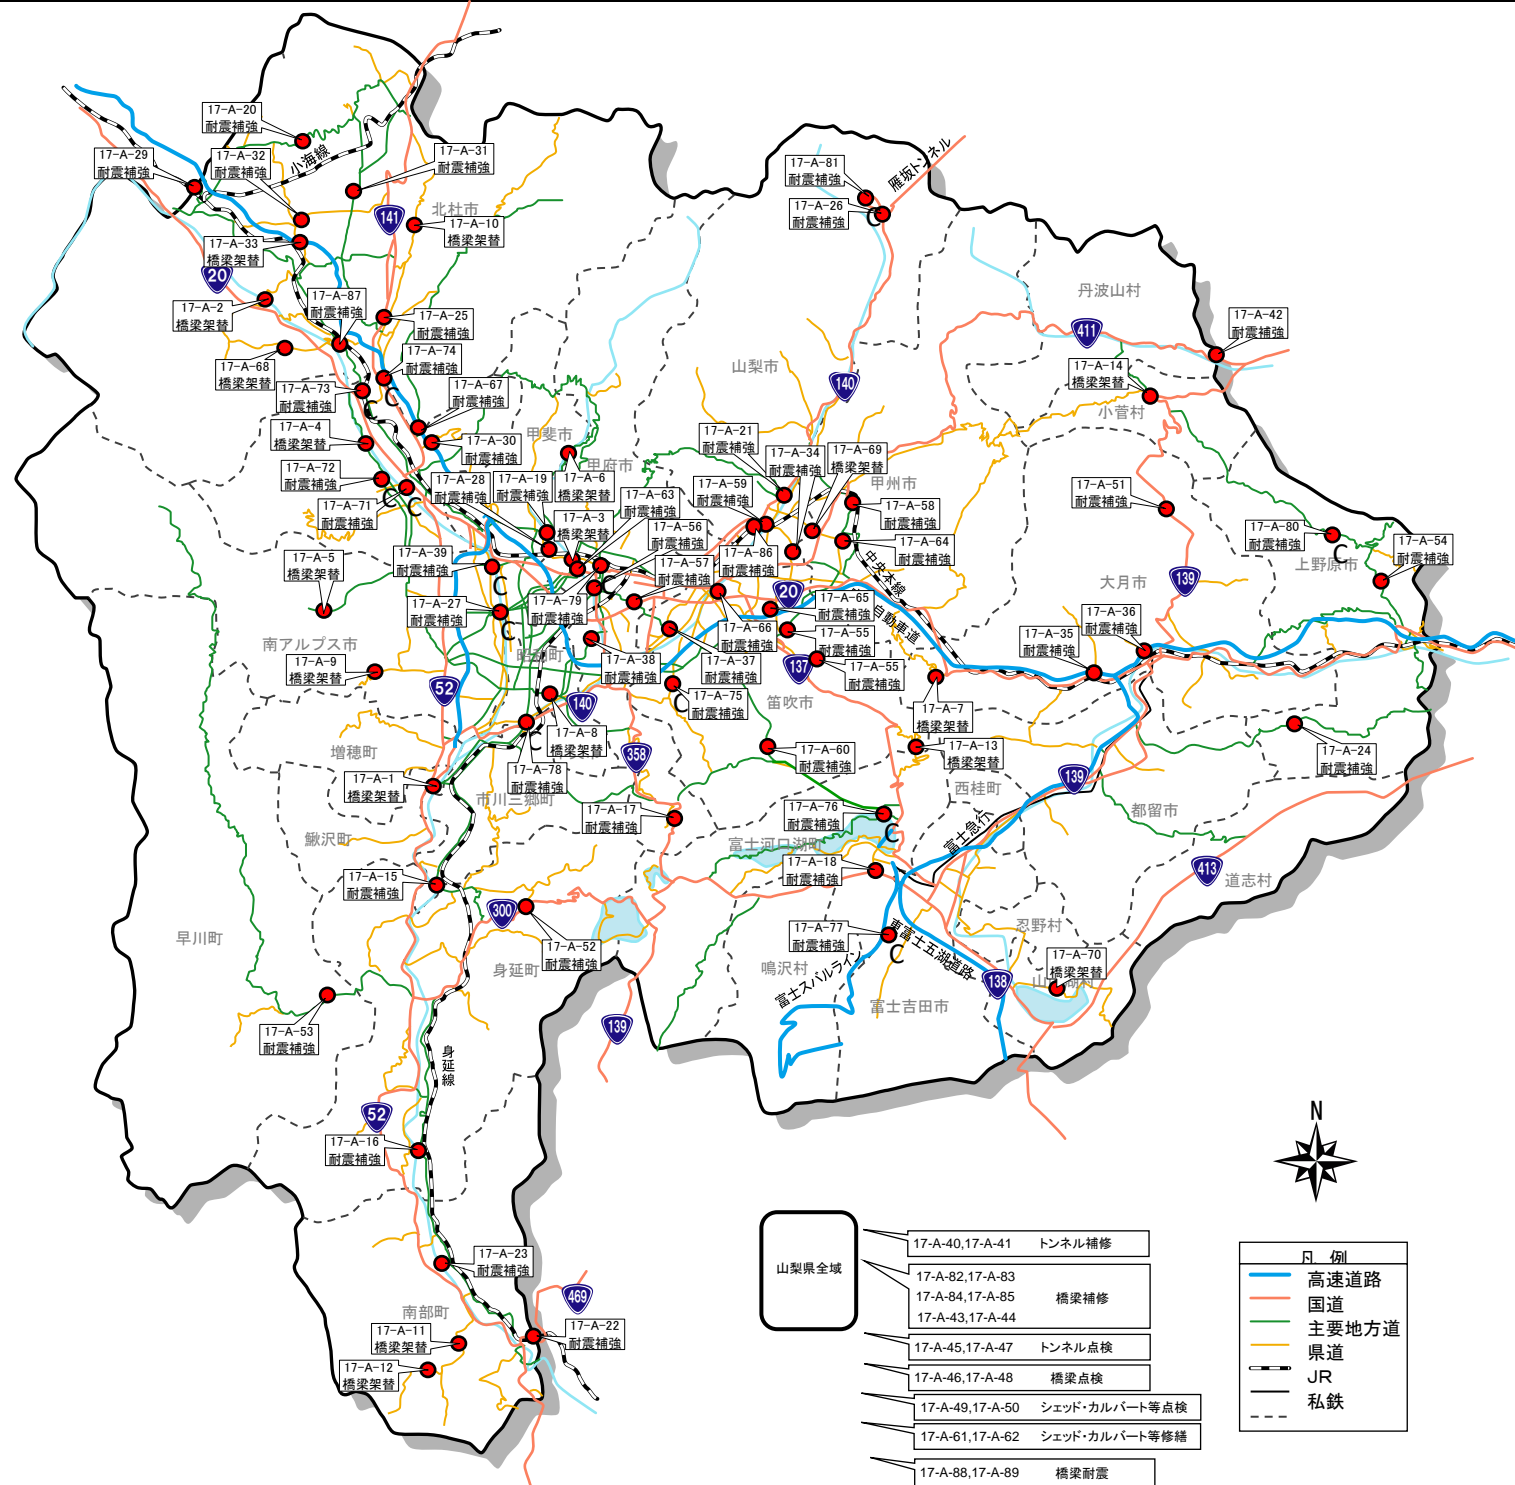 17-A-20
耐震補強
17-A-29
耐震補強
17-A-32
耐震補強
小海線
17-A-31
耐震補強
北杜市
141
17-A-10
橋梁架替
17-A-33
橋梁架替
20
17-A-2
橋梁架替
17-A-87
耐震補強
17-A-25
耐震補強
17-A-68
橋梁架替
17-A-74
耐震補強
17-A-73
耐震補強
C
C
17-A-67
耐震補強
17-A-4
橋梁架替
17-A-30
耐震補強
17-A-72
耐震補強
17-A-71
耐震補強
C
C
17-A-81
耐震補強
17-A-26
耐震補強
C
雁坂トンネル
丹波山村
411
17-A-42
耐震補強
17-A-14
橋梁架替
小菅村
山梨市
140
甲斐市
甲府市
17-A-28
耐震補強
17-A-19
耐震補強
17-A-6
橋梁架替
17-A-63
耐震補強
17-A-3
橋梁架替
17-A-56
耐震補強
17-A-57
耐震補強
17-A-21
耐震補強
17-A-34
耐震補強
17-A-69
橋梁架替
17-A-59
耐震補強
17-A-86
耐震補強
甲州市
17-A-58
耐震補強
17-A-64
耐震補強
中央本線
自動車道
17-A-51
耐震補強
17-A-80
耐震補強
C
17-A-54
耐震補強
上野原市
大月市
139
17-A-5
橋梁架替
17-A-39
耐震補強
C
17-A-27
耐震補強
C
17-A-79
耐震補強
C
20
17-A-65
耐震補強
17-A-66
耐震補強
17-A-55
耐震補強
17-A-55
耐震補強
137
17-A-36
耐震補強
17-A-35
耐震補強
南アルプス市
17-A-9
橋梁架替
52
昭和町
17-A-38
耐震補強
17-A-37
耐震補強
17-A-75
耐震補強
C
笛吹市
140
17-A-8
橋梁架替
17-A-78
耐震補強
C
358
17-A-7
橋梁架替
17-A-13
橋梁架替
17-A-60
耐震補強
17-A-24
耐震補強
増穂町
17-A-1
橋梁架替
市川三郷町
17-A-17
耐震補強
17-A-76
耐震補強
C
西桂町
139
都留市
富士急行
鰍沢町
富士河口湖町
17-A-18
耐震補強
413
道志村
17-A-15
耐震補強
300
17-A-52
耐震補強
早川町
身延町
17-A-77
耐震補強
C
東富士五湖道路
忍野村
17-A-70
橋梁架替
鳴沢村
富士スバルライン
富士吉田市
138
17-A-53
耐震補強
139
身延線
52
17-A-16
耐震補強
N
17-A-23
耐震補強
469
南部町
17-A-22
耐震補強
17-A-11
橋梁架替
17-A-12
橋梁架替
山梨県全域
17-A-40,17-A-41 トンネル補修
17-A-82,17-A-83
17-A-84,17-A-85 橋梁補修
17-A-43,17-A-44
17-A-45,17-A-47 トンネル点検
17-A-46,17-A-48 橋梁点検
17-A-49,17-A-50 シェッド・カルバート等点検
17-A-61,17-A-62 シェッド・カルバート等修繕
17-A-88,17-A-89 橋梁耐震
凡 例
高速道路
国道
主要地方道
県道
JR
私鉄